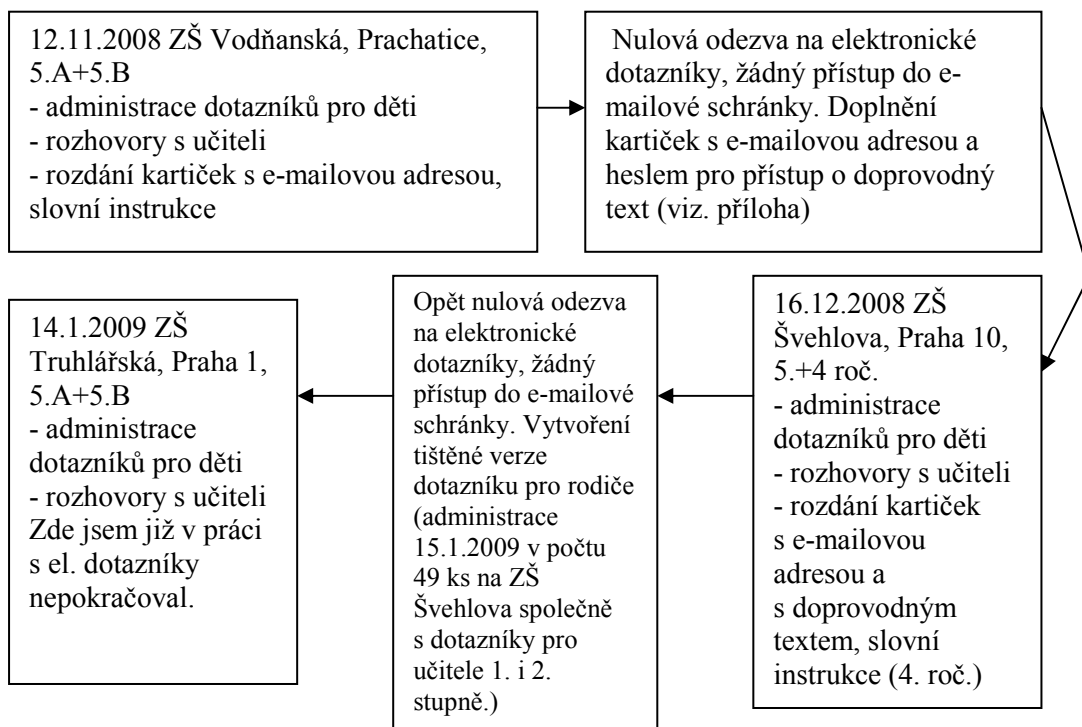 12.11.2008 ZŠ Vodňanská, Prachatice,
5.A+5.B
- administrace dotazníků pro děti
- rozhovory s učiteli
- rozdání kartiček s e-mailovou adresou,
slovní instrukce
Nulová odezva na elektronické
dotazníky, žádný přístup do e-
mailové schránky. Doplnění
kartiček s e-mailovou adresou a
heslem pro přístup o doprovodný
text (viz. příloha)
16.12.2008 ZŠ
Švehlova, Praha 10,
5.+4 roč.
- administrace
dotazníků pro děti
- rozhovory s učiteli
- rozdání kartiček
s e-mailovou
adresou a
s doprovodným
textem, slovní
instrukce (4. roč.)
Opět nulová odezva
na elektronické
dotazníky, žádný
přístup do e-mailové
schránky. Vytvoření
tištěné verze
dotazníku pro rodiče
(administrace
15.1.2009 v počtu
49 ks na ZŠ
Švehlova společně
s dotazníky pro
učitele 1. i 2.
stupně.)
14.1.2009 ZŠ
Truhlářská, Praha 1,
5.A+5.B
- administrace
dotazníků pro děti
- rozhovory s učiteli
Zde jsem již v práci
s el. dotazníky
nepokračoval.